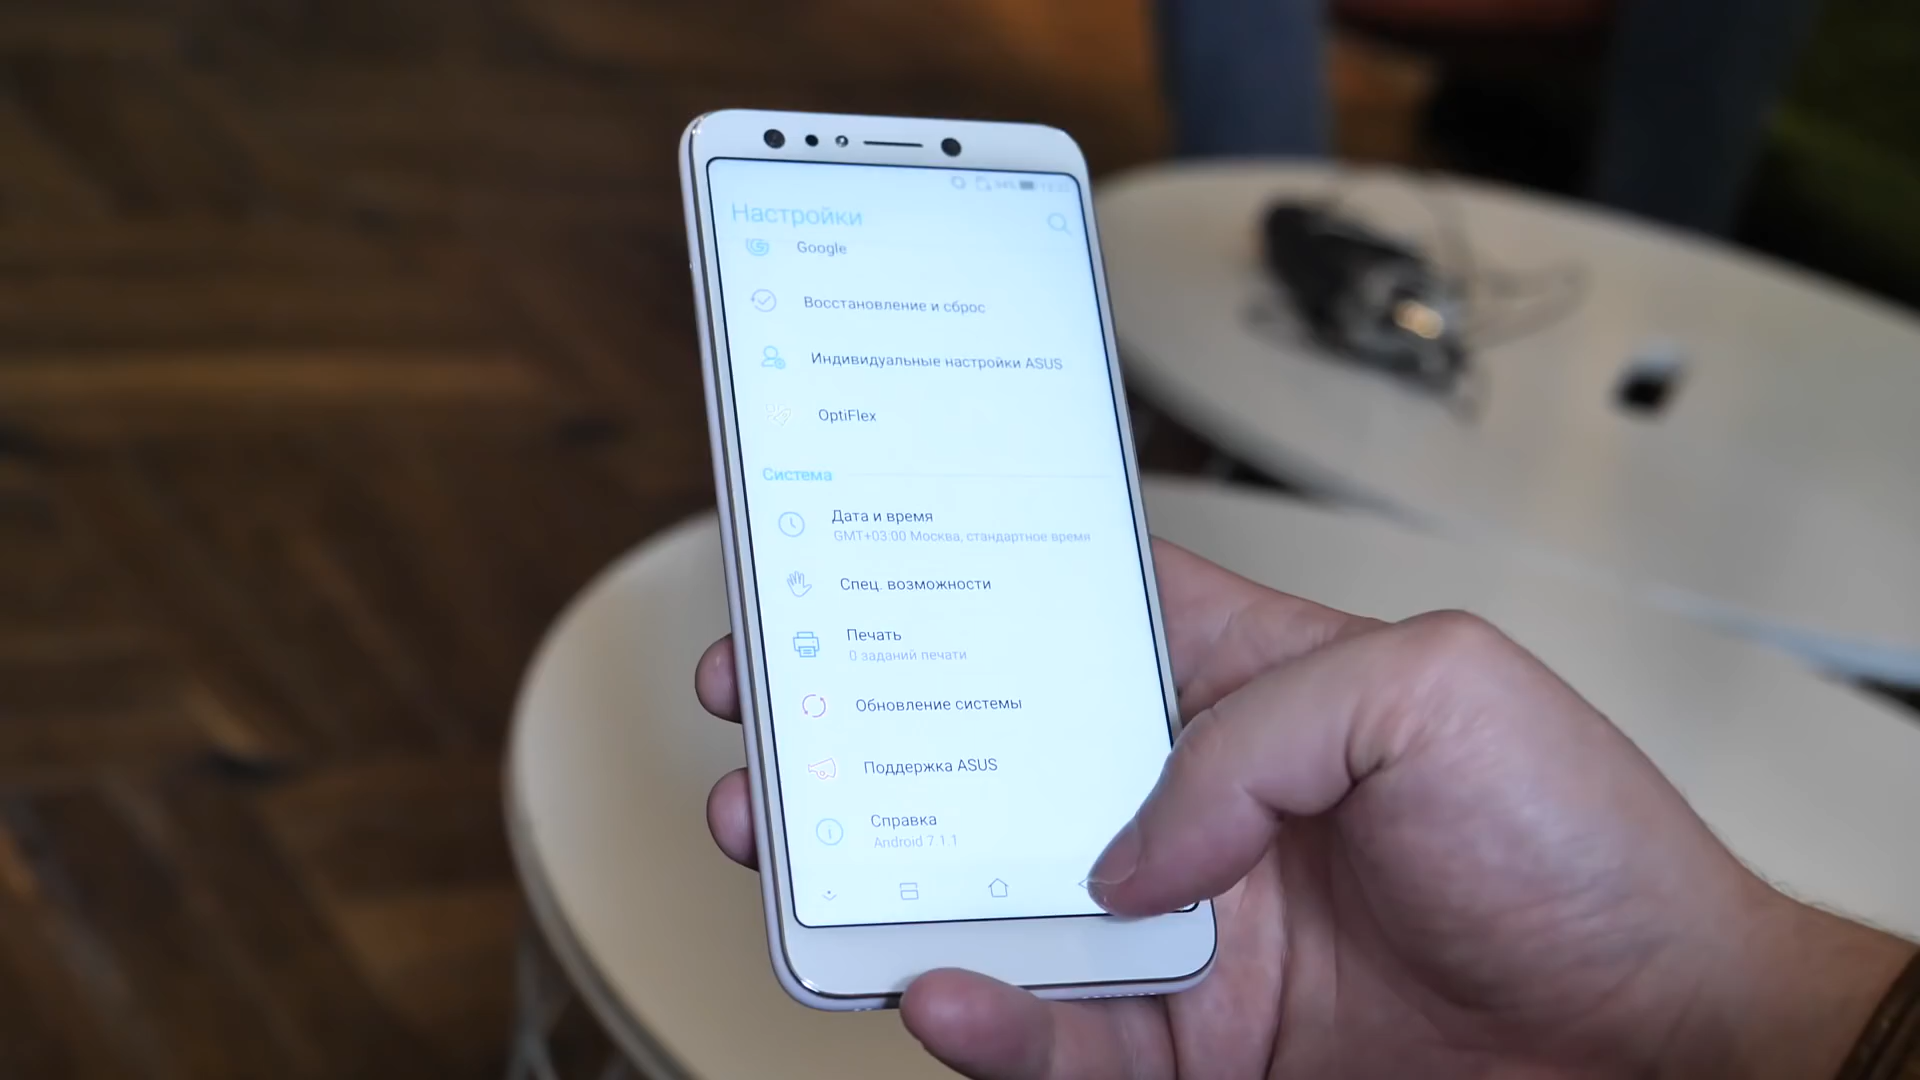 Настройки
Google
Восстановление и сброс
Индивидуальные настройки ASUS
OptiFlex
Система
Дата и время
GMT+03:00 Москва, стандартное время
Спец. возможности
Печать
0 заданий печати
Обновление системы
Поддержка ASUS
Справка
Android 7.1.1